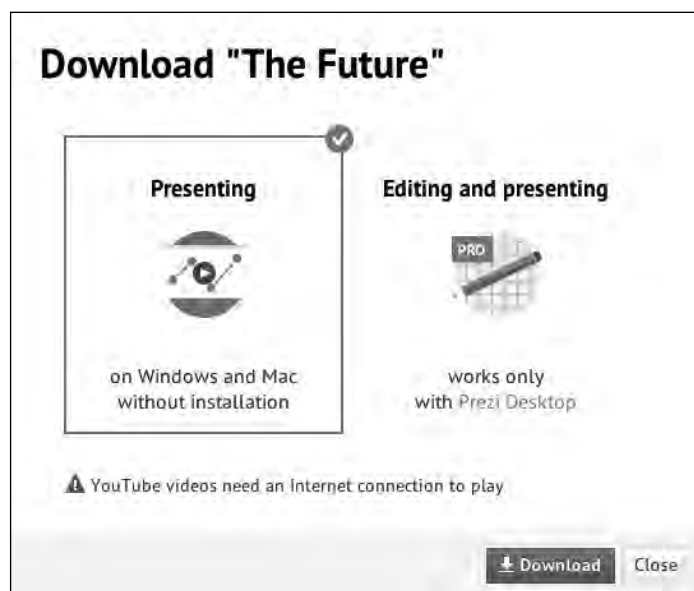 Download "The Future"
Presenting
on Windows and Mac
without installation
Editing and presenting
PRO
works only
with Prezi Desktop
YouTube videos need an Internet connection to play
Download
Close